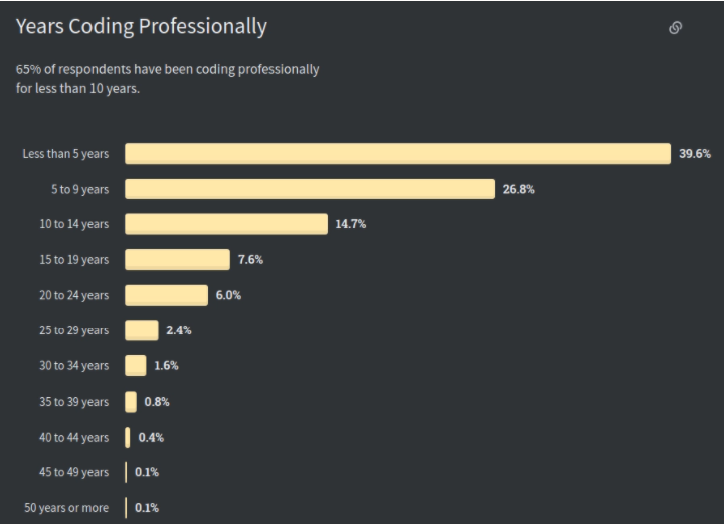 Years Coding Professionally
65% of respondents have been coding professionally
for less than 10 years.
Less than 5 years 39.6%
5 to 9 years 26.8%
10 to 14 years 14.7%
15 to 19 years 7.6%
20 to 24 years 6.0%
25 to 29 years 2.4%
30 to 34 years 1.6%
35 to 39 years 0.8%
40 to 44 years 0.4%
45 to 49 years 0.1%
50 years or more 0.1%